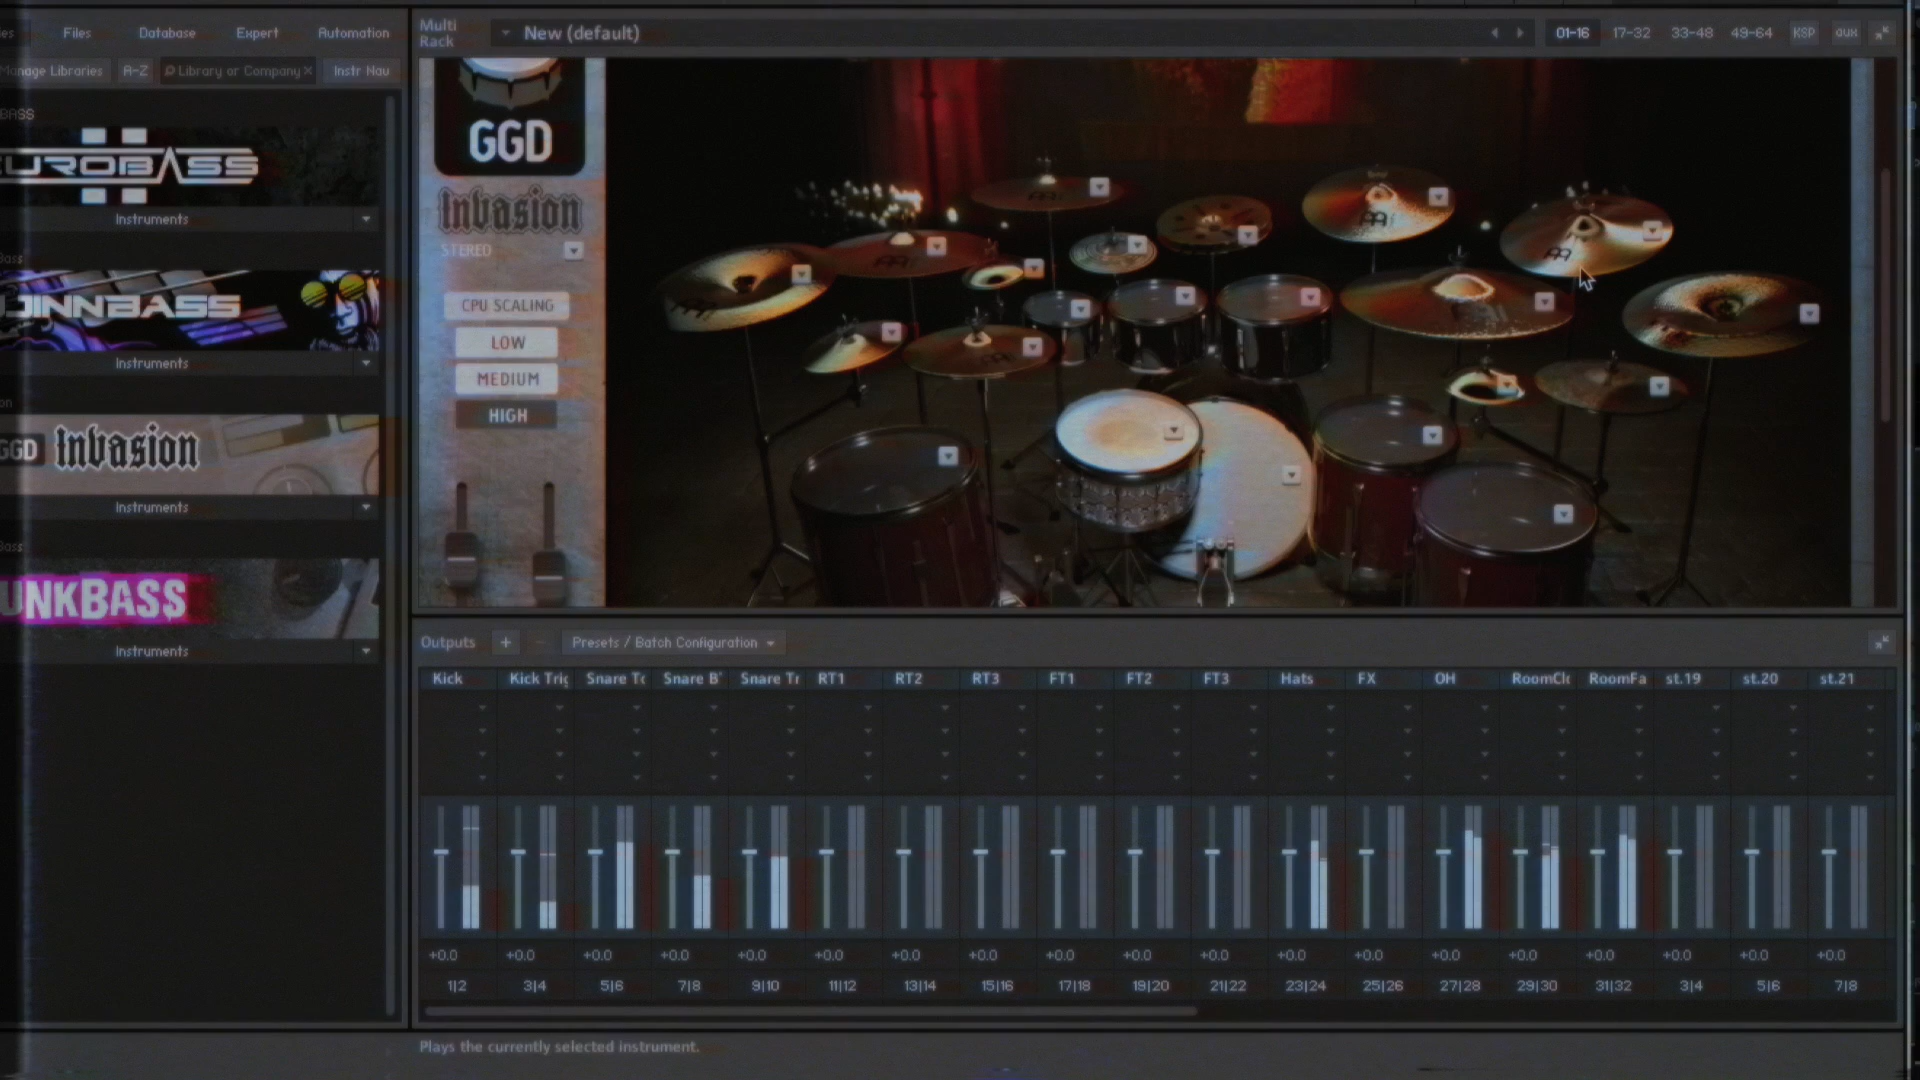 Files Database Expert Automation
Manage Libraries A-Z Library or Company × Instr Nav
BASS
UROBASS
Instruments
Bass
JINNBASS
Instruments
GGD Invasion
Instruments
Bass
UNKBASS
Instruments
Multi Rack
New (default)
01-16 17-32 33-48 49-64 KSP aux
GGD
Invasion
STEREO
CPU SCALING
LOW
MEDIUM
HIGH
Outputs + - Presets / Batch Configuration
Kick Kick Trig Snare To Snare B Snare Tr RT1 RT2 RT3 FT1 FT2 FT3 Hats FX OH RoomClo RoomFa st.19 st.20 st.21
+0.0 +0.0 +0.0 +0.0 +0.0 +0.0 +0.0 +0.0 +0.0 +0.0 +0.0 +0.0 +0.0 +0.0 +0.0 +0.0 +0.0 +0.0 +0.0
1|2 3|4 5|6 7|8 9|10 11|12 13|14 15|16 17|18 19|20 21|22 23|24 25|26 27|28 29|30 31|32 3|4 5|6 7|8
Plays the currently selected instrument.